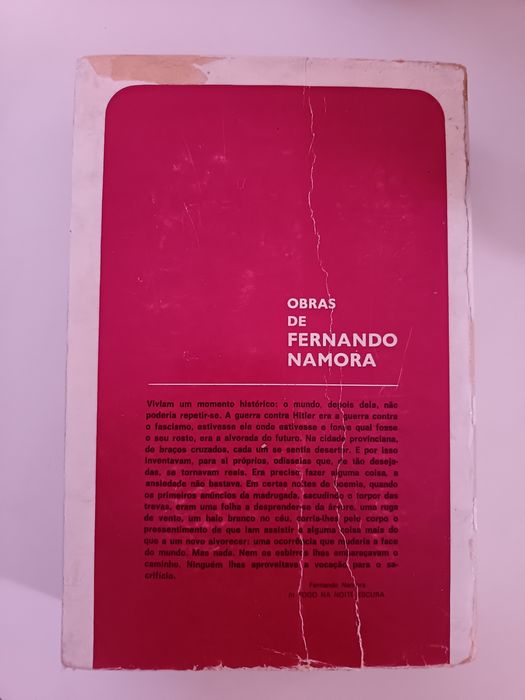 OBRAS
DE
FERNANDO
NAMORA
Viviam um momento histórico: o mundo, depois dele, não
poderia repetir-se. A guerra contra Hitler era a guerra contra
o fascismo, estivesse ele onde estivesse e fosse qual fosse
o seu rosto, era a alvorada do futuro. Na cidade provinciana,
de braços cruzados, cada um se sentia desertor. E por isso
inventavam, para si próprios, odisseias que, de tão deseja-
das, se tornavam reais. Era preciso fazer alguma coisa, a
ansiedade não bastava. Em certas noites de boemia, quando
os primeiros anúncios da madrugada, sacudindo o torpor das
trevas, eram uma folha a desprender-se da árvore, uma ruga
de vento, um halo branco no céu, corria-lhes pelo corpo o
pressentimento de que iam assistir a alguma coisa mais do
que a um novo alvorecer: uma ocorrência que mudaria a face
do mundo. Mas nada. Nem os esbirros lhes embaraçavam o
caminho. Ninguém lhes aproveitava a vocação para o sa-
crifício.
Fernando Namora
FOGO NA NOITE ESCURA